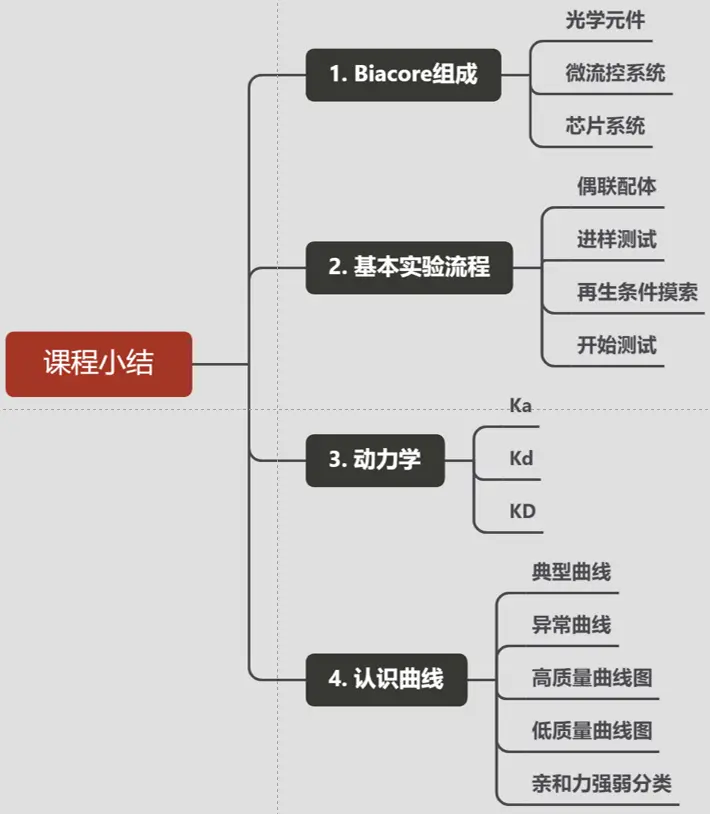 课程小结
1. Biacore组成
光学元件
微流控系统
芯片系统
2. 基本实验流程
偶联配体
进样测试
再生条件摸索
开始测试
3. 动力学
Ka
Kd
KD
4. 认识曲线
典型曲线
异常曲线
高质量曲线图
低质量曲线图
亲和力强弱分类